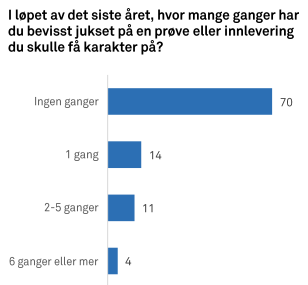 I løpet av det siste året, hvor mange ganger har
du bevisst jukset på en prøve eller innlevering
du skulle få karakter på?
Ingen ganger 70
1 gang 14
2-5 ganger 11
6 ganger eller mer 4